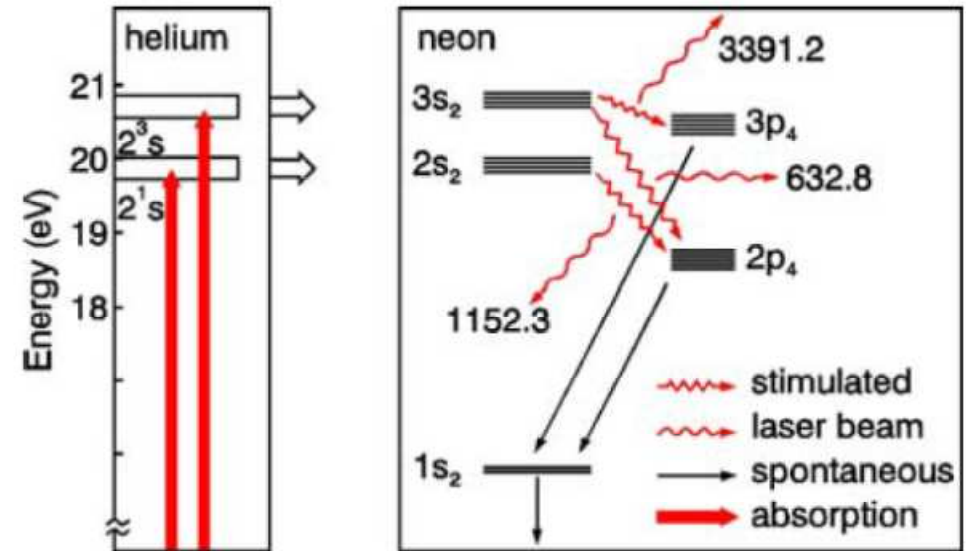 helium
21
2³s
20
2¹s
19
18
Energy (eV)
neon
3391.2
3s₂
3p₄
2s₂
632.8
2p₄
1152.3
stimulated
laser beam
1s₂
spontaneous
absorption